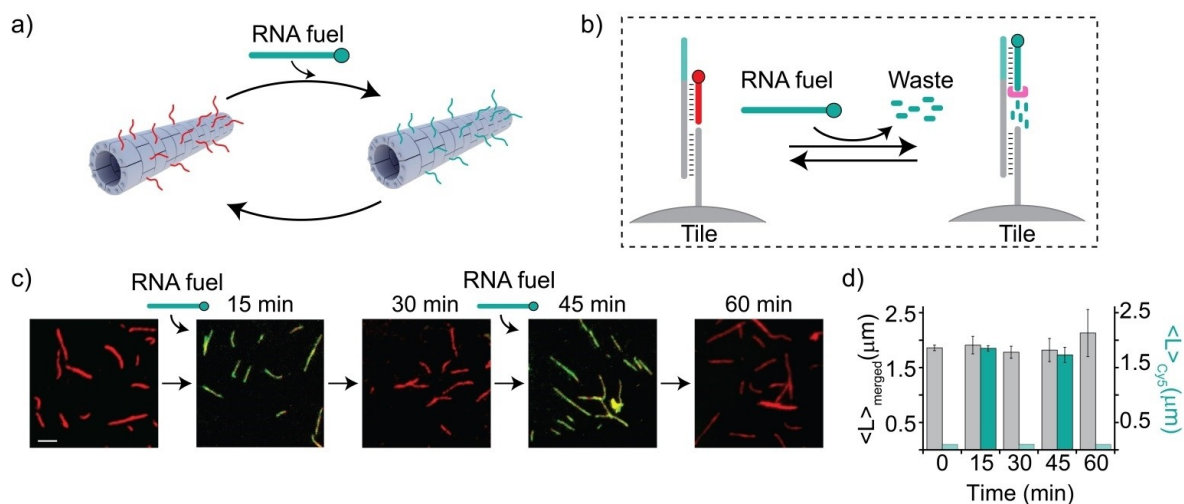 a)
RNA fuel
b)
RNA fuel
Waste
Tile
Tile
c)
RNA fuel
15 min
30 min
RNA fuel
45 min
60 min
d)
<L> merged (μm)
2.5
1.5
0.5
0
15
30
45
60
Time (min)
2.5
1.5
0.5
<L> Cy5 (μm)